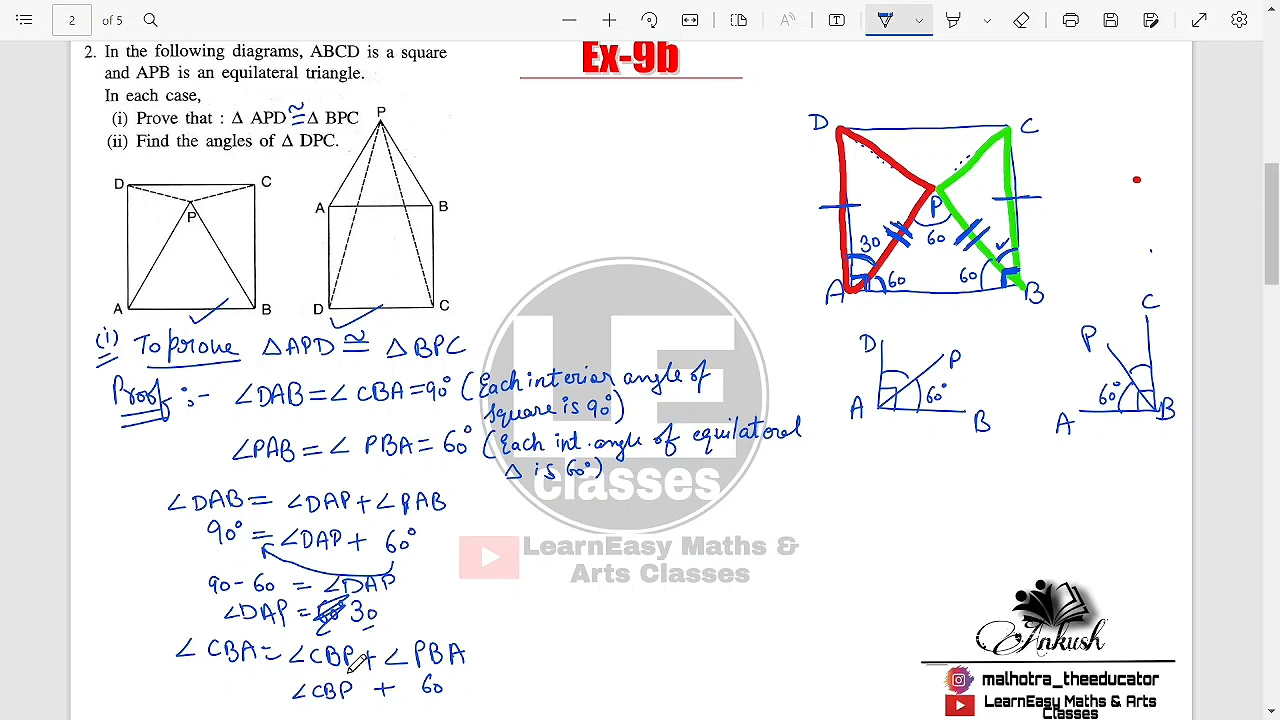 2
of 5
Ex-9b
2. In the following diagrams, ABCD is a square
and APB is an equilateral triangle.
In each case,
(i) Prove that : Δ APD ≅ Δ BPC
(ii) Find the angles of Δ DPC.
D C P A B
P A B D C
D C P A B
30 60 60 60
D P A 60° B
C P 60° A B
(i) To prove ΔAPD ≅ ΔBPC
Proof :- ∠DAB = ∠CBA = 90° (Each interior angle of
square is 90°)
∠PAB = ∠PBA = 60° (Each int. angle of equilateral
Δ is 60°)
∠DAB = ∠DAP + ∠PAB
90° = ∠DAP + 60°
90 - 60 = ∠DAP
∠DAP = 30
∠CBA = ∠CBP + ∠PBA
∠CBP + 60
LE
classes
LearnEasy Maths &
Arts Classes
Ankush
malhotra_theeducator
LearnEasy Maths & Arts
Classes